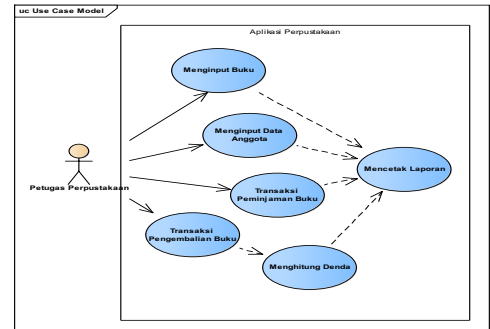 uc Use Case Model
Aplikasi Perpustakaan
Menginput Buku
Menginput Data
Anggota
Mencetak Laporan
Petugas Perpustakaan
Transaksi
Peminjaman Buku
Transaksi
Pengembalian Buku
Menghitung Denda